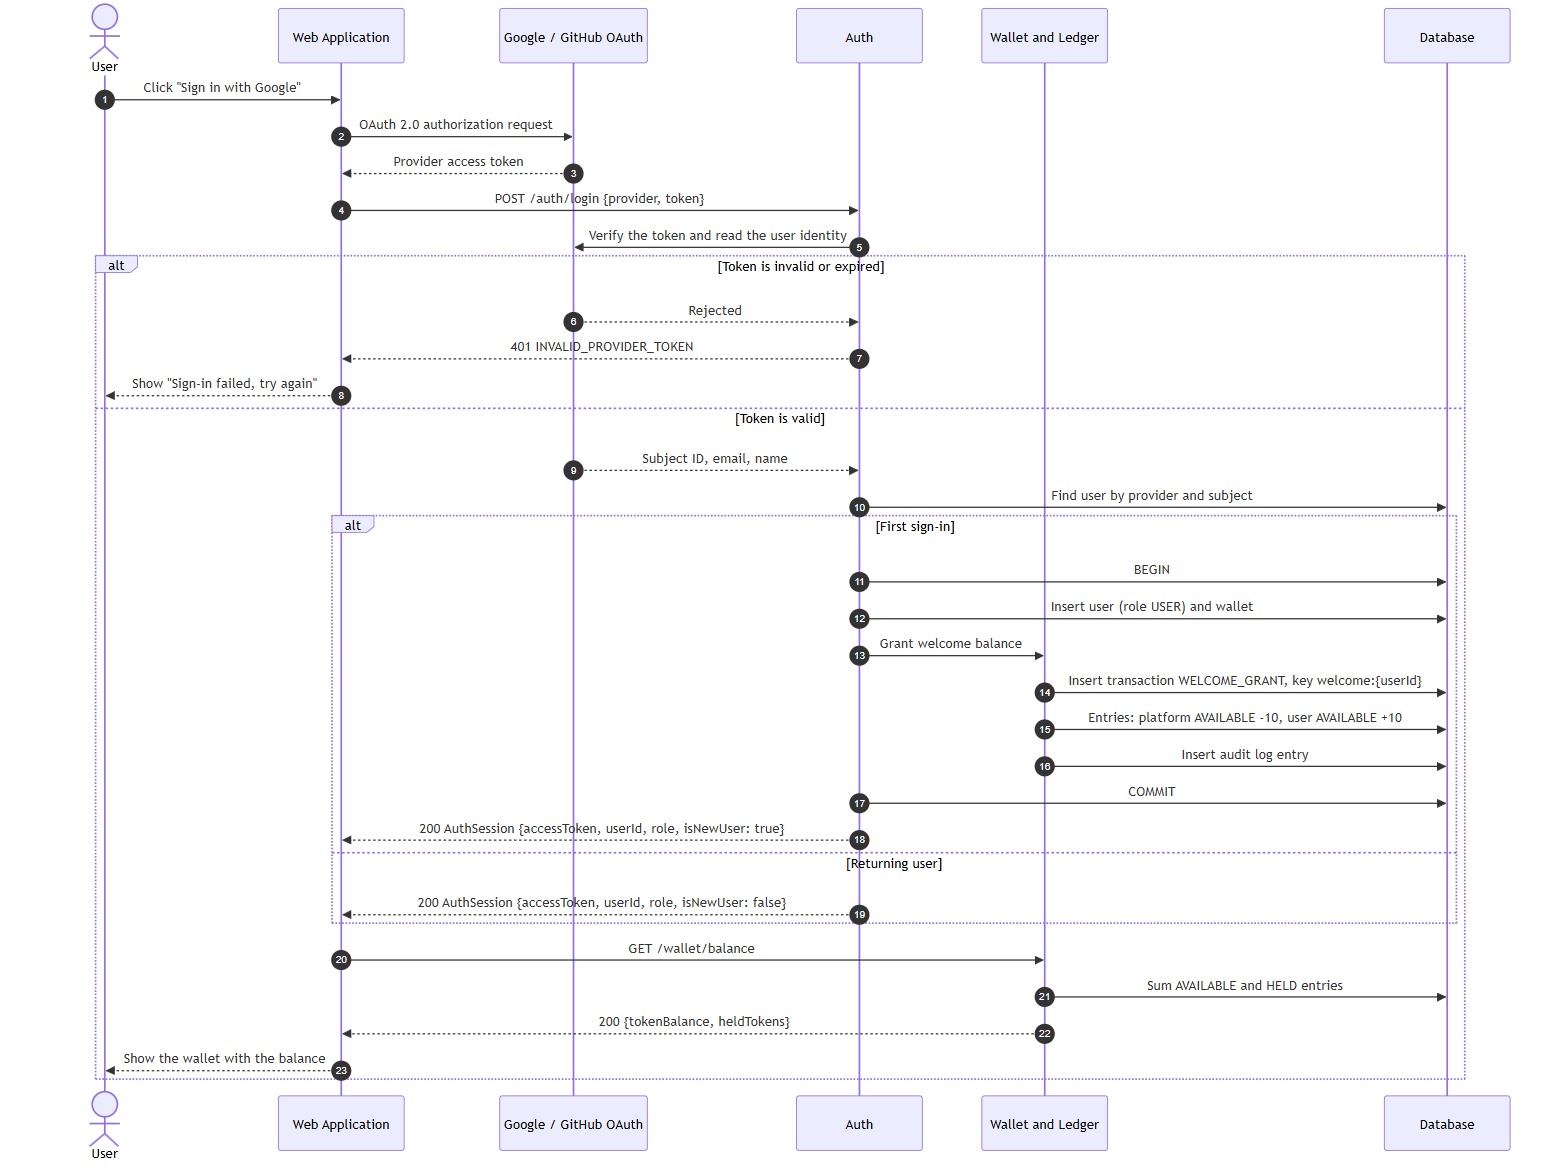 User
Web Application
Google / GitHub OAuth
Auth
Wallet and Ledger
Database
Click "Sign in with Google"
1
OAuth 2.0 authorization request
2
Provider access token
3
POST /auth/login {provider, token}
4
Verify the token and read the user identity
5
alt
[Token is invalid or expired]
Rejected
6
401 INVALID_PROVIDER_TOKEN
7
Show "Sign-in failed, try again"
8
[Token is valid]
Subject ID, email, name
9
Find user by provider and subject
10
alt
[First sign-in]
BEGIN
11
Insert user (role USER) and wallet
12
Grant welcome balance
13
Insert transaction WELCOME_GRANT, key welcome:{userId}
14
Entries: platform AVAILABLE -10, user AVAILABLE +10
15
Insert audit log entry
16
COMMIT
17
200 AuthSession {accessToken, userId, role, isNewUser: true}
18
[Returning user]
200 AuthSession {accessToken, userId, role, isNewUser: false}
19
GET /wallet/balance
20
Sum AVAILABLE and HELD entries
21
200 {tokenBalance, heldTokens}
22
Show the wallet with the balance
23
User
Web Application
Google / GitHub OAuth
Auth
Wallet and Ledger
Database